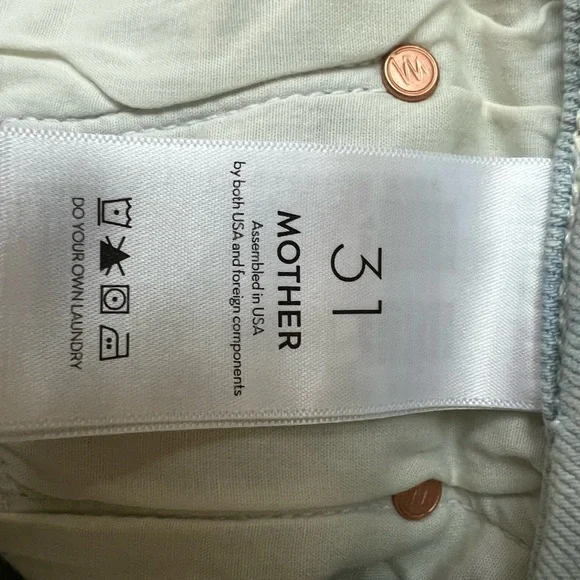 31
MOTHER
Assembled in USA
by both USA and foreign components
DO YOUR OWN LAUNDRY
M
M